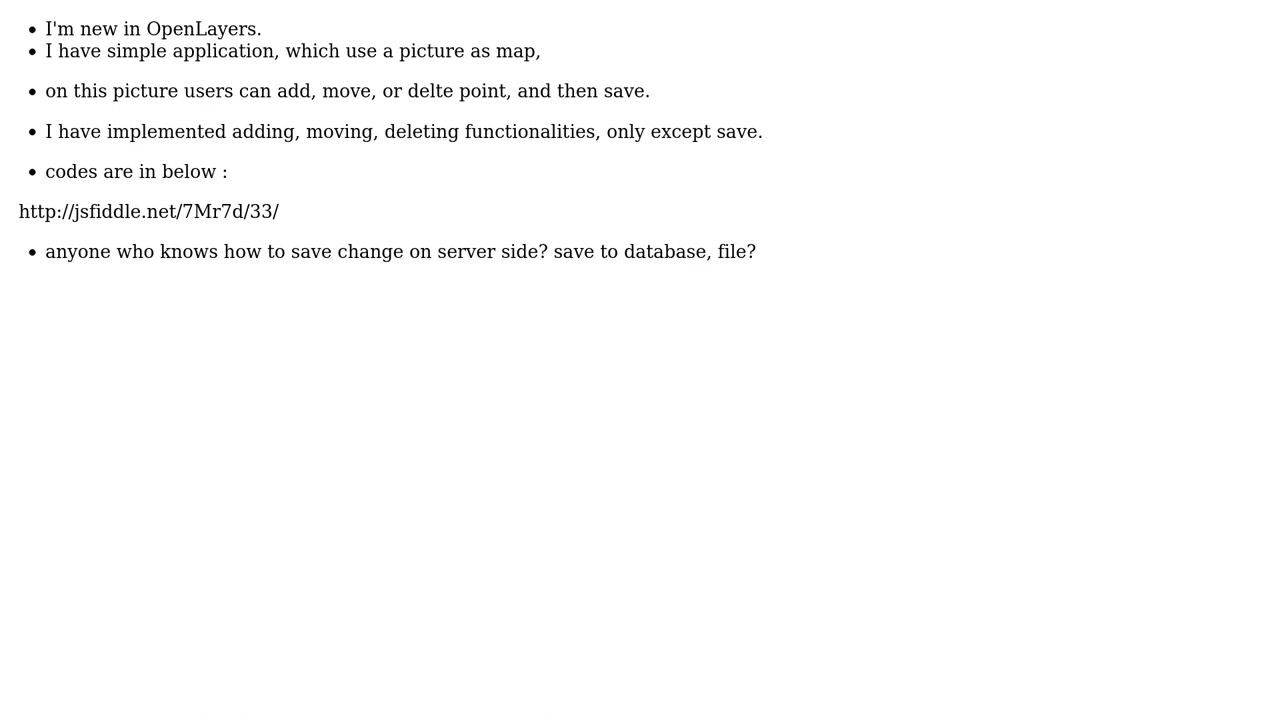 I'm new in OpenLayers.
I have simple application, which use a picture as map,
on this picture users can add, move, or delte point, and then save.
I have implemented adding, moving, deleting functionalities, only except save.
codes are in below :
http://jsfiddle.net/7Mr7d/33/
anyone who knows how to save change on server side? save to database, file?